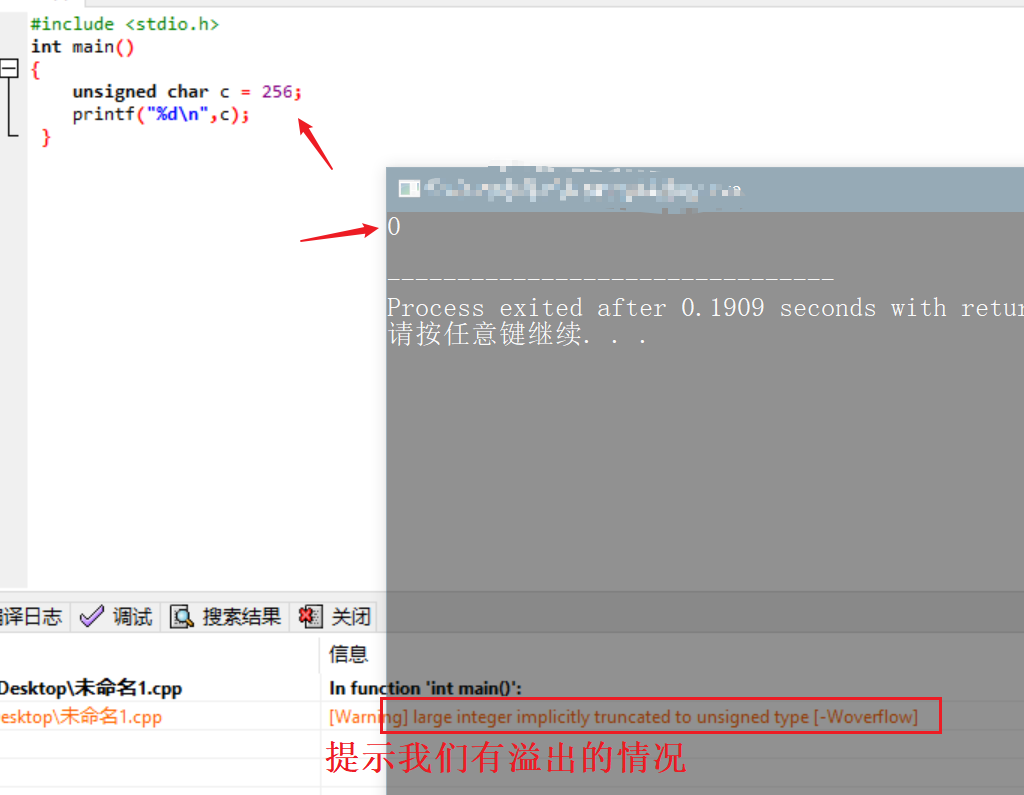 #include <stdio.h>
int main()
{
unsigned char c = 256;
printf("%d\n",c);
}
0
--------------------------------
Process exited after 0.1909 seconds with retur
请按任意键继续. . .
译日志 调试 搜索结果 关闭
信息
Desktop\未命名1.cpp In function 'int main()':
esktop\未命名1.cpp [Warning] large integer implicitly truncated to unsigned type [-Woverflow]
提示我们有溢出的情况